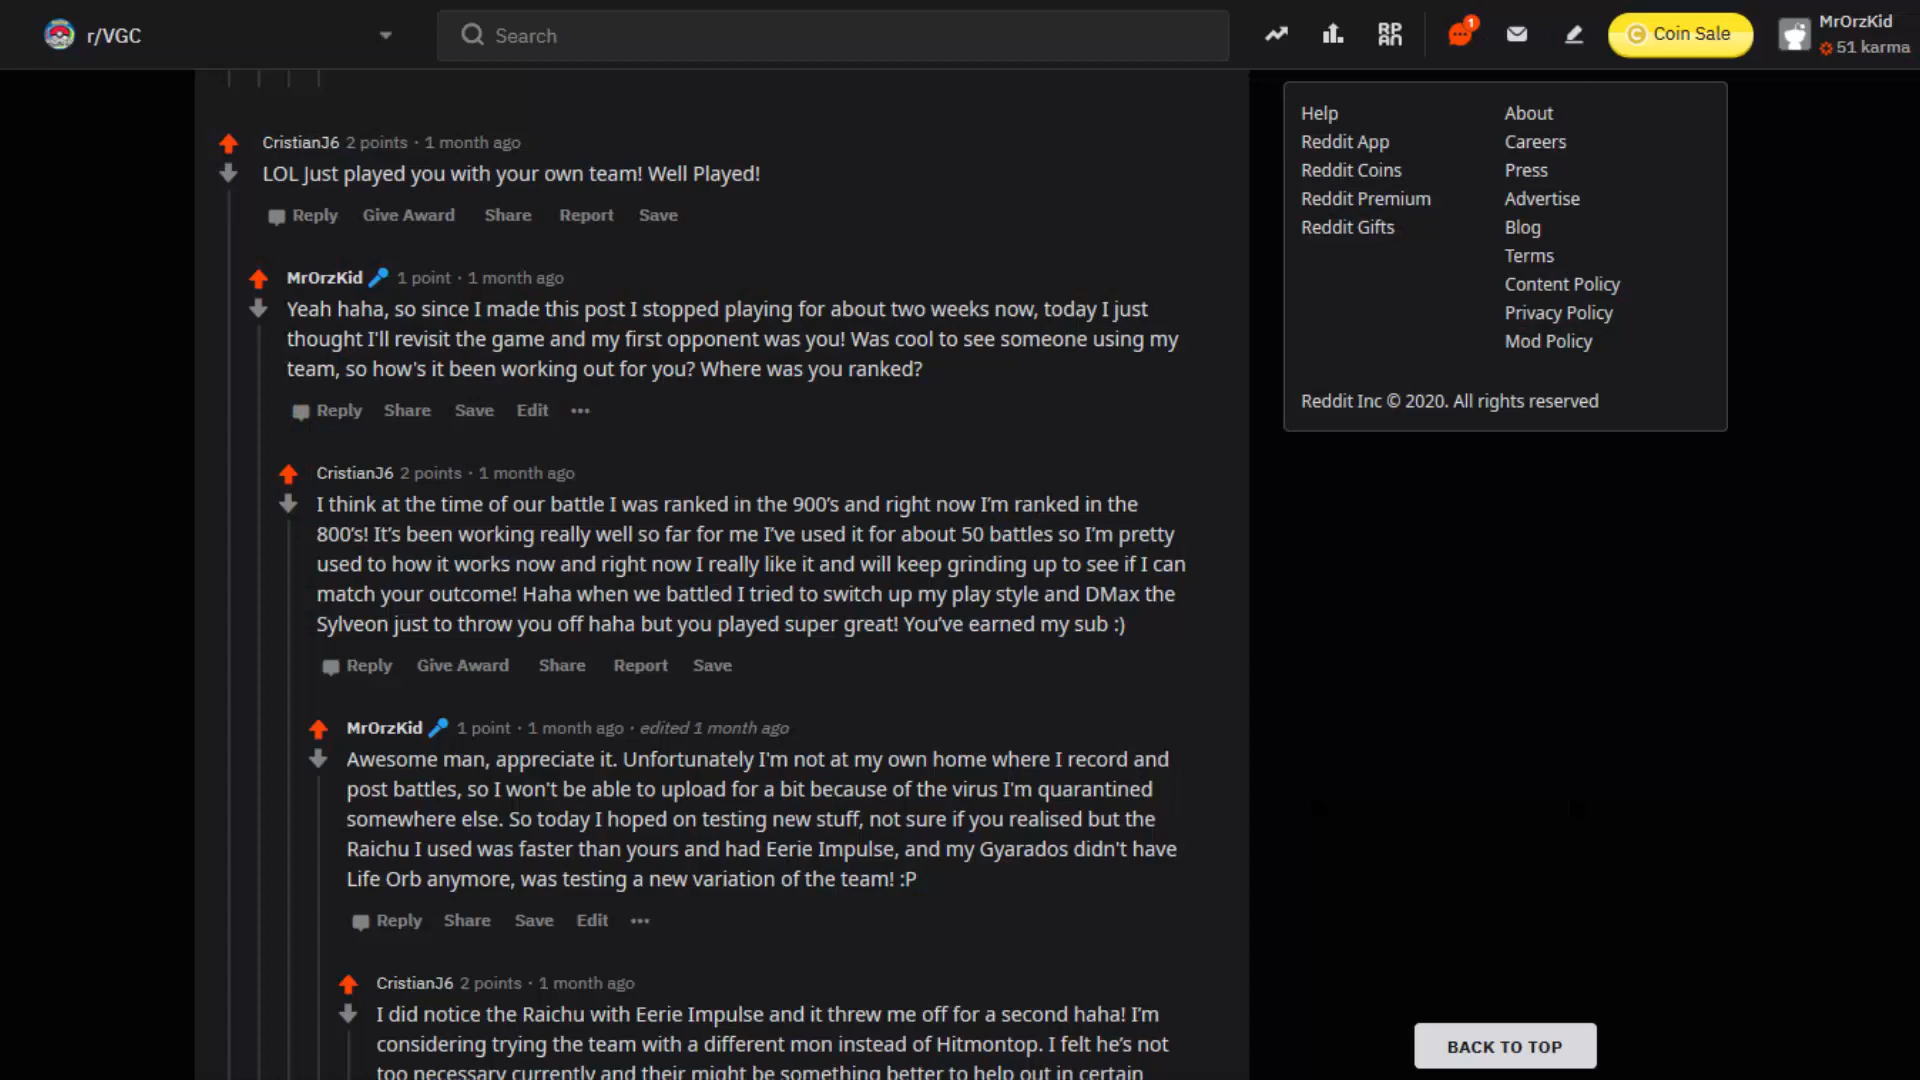 r/VGC
Search
RPAN
1
Coin Sale
MrOrzKid
51 karma
CristianJ6 2 points · 1 month ago
LOL Just played you with your own team! Well Played!
Reply Give Award Share Report Save
MrOrzKid 1 point · 1 month ago
Yeah haha, so since I made this post I stopped playing for about two weeks now, today I just
thought I'll revisit the game and my first opponent was you! Was cool to see someone using my
team, so how's it been working out for you? Where was you ranked?
Reply Share Save Edit ···
CristianJ6 2 points · 1 month ago
I think at the time of our battle I was ranked in the 900’s and right now I’m ranked in the
800’s! It’s been working really well so far for me I’ve used it for about 50 battles so I’m pretty
used to how it works now and right now I really like it and will keep grinding up to see if I can
match your outcome! Haha when we battled I tried to switch up my play style and DMax the
Sylveon just to throw you off haha but you played super great! You’ve earned my sub :)
Reply Give Award Share Report Save
MrOrzKid 1 point · 1 month ago · edited 1 month ago
Awesome man, appreciate it. Unfortunately I'm not at my own home where I record and
post battles, so I won't be able to upload for a bit because of the virus I'm quarantined
somewhere else. So today I hoped on testing new stuff, not sure if you realised but the
Raichu I used was faster than yours and had Eerie Impulse, and my Gyarados didn't have
Life Orb anymore, was testing a new variation of the team! :P
Reply Share Save Edit ···
CristianJ6 2 points · 1 month ago
I did notice the Raichu with Eerie Impulse and it threw me off for a second haha! I’m
considering trying the team with a different mon instead of Hitmontop. I felt he’s not
too necessary currently and their might be something better to help out in certain
Help
Reddit App
Reddit Coins
Reddit Premium
Reddit Gifts
About
Careers
Press
Advertise
Blog
Terms
Content Policy
Privacy Policy
Mod Policy
Reddit Inc © 2020. All rights reserved
BACK TO TOP